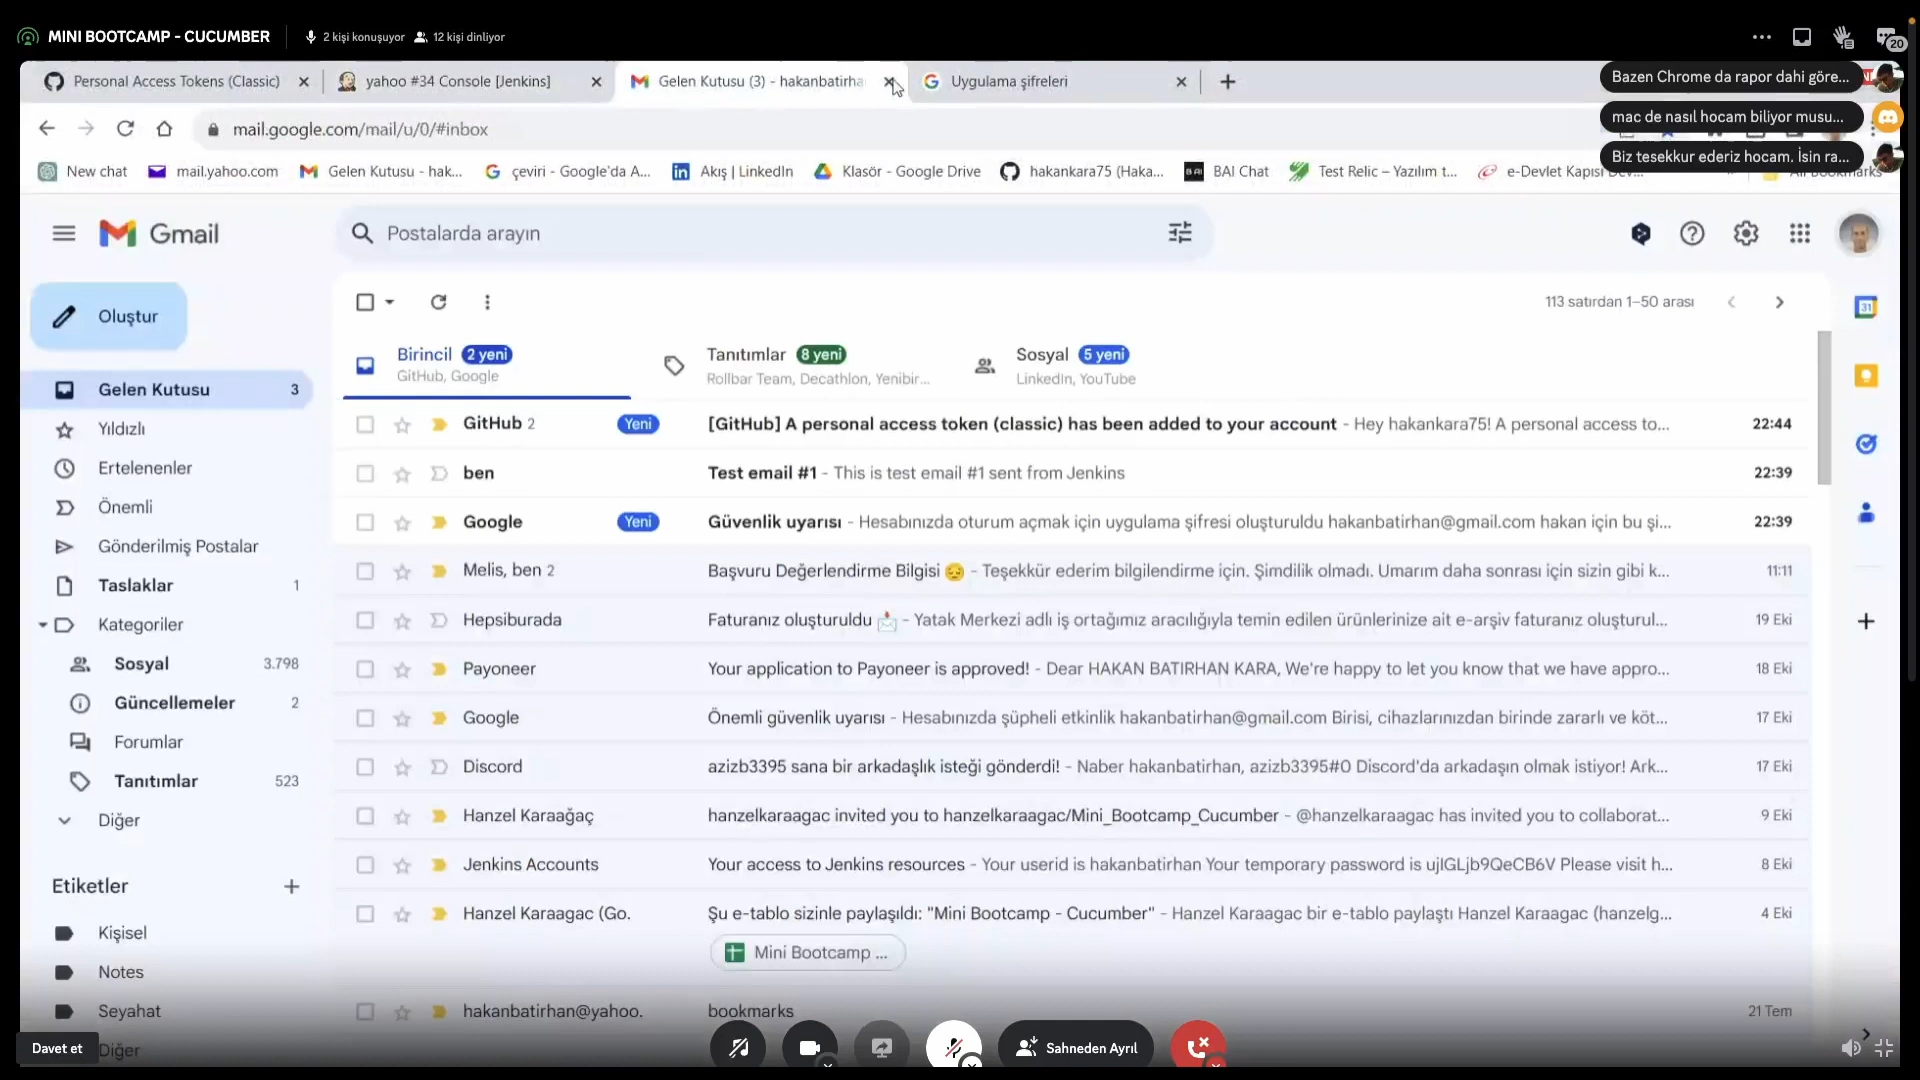 MINI BOOTCAMP - CUCUMBER
2 kişi konuşuyor
12 kişi dinliyor
20
Personal Access Tokens (Classic)
yahoo #34 Console [Jenkins]
Gelen Kutusu (3) - hakanbatirha
Uygulama şifreleri
Bazen Chrome da rapor dahi göre...
mac de nasıl hocam biliyor musu...
Biz tesekkur ederiz hocam. İsin ra...
mail.google.com/mail/u/0/#inbox
New chat
mail.yahoo.com
Gelen Kutusu - hak...
çeviri - Google'da A...
Akış | LinkedIn
Klasör - Google Drive
hakankara75 (Haka...
BAI Chat
Test Relic – Yazılım t...
e-Devlet Kapısı Dev...
All Bookmarks
Gmail
Postalarda arayın
Oluştur
113 satırdan 1–50 arası
Birincil 2 yeni
GitHub, Google
Tanıtımlar 8 yeni
Rollbar Team, Decathlon, Yenibir...
Sosyal 5 yeni
LinkedIn, YouTube
Gelen Kutusu 3
Yıldızlı
Ertelenenler
Önemli
Gönderilmiş Postalar
Taslaklar 1
Kategoriler
Sosyal 3.798
Güncellemeler 2
Forumlar
Tanıtımlar 523
Diğer
Etiketler
Kişisel
Notes
Seyahat
Diğer
GitHub 2 Yeni [GitHub] A personal access token (classic) has been added to your account - Hey hakankara75! A personal access to... 22:44
ben Test email #1 - This is test email #1 sent from Jenkins 22:39
Google Yeni Güvenlik uyarısı - Hesabınızda oturum açmak için uygulama şifresi oluşturuldu hakanbatirhan@gmail.com hakan için bu şi... 22:39
Melis, ben 2 Başvuru Değerlendirme Bilgisi 😔 - Teşekkür ederim bilgilendirme için. Şimdilik olmadı. Umarım daha sonrası için sizin gibi k... 11:11
Hepsiburada Faturanız oluşturuldu 📩 - Yatak Merkezi adlı iş ortağımız aracılığıyla temin edilen ürünlerinize ait e-arşiv faturanız oluşturul... 19 Eki
Payoneer Your application to Payoneer is approved! - Dear HAKAN BATIRHAN KARA, We're happy to let you know that we have appro... 18 Eki
Google Önemli güvenlik uyarısı - Hesabınızda şüpheli etkinlik hakanbatirhan@gmail.com Birisi, cihazlarınızdan birinde zararlı ve köt... 17 Eki
Discord azizb3395 sana bir arkadaşlık isteği gönderdi! - Naber hakanbatirhan, azizb3395#0 Discord'da arkadaşın olmak istiyor! Ark... 17 Eki
Hanzel Karaağaç hanzelkaraagac invited you to hanzelkaraagac/Mini_Bootcamp_Cucumber - @hanzelkaraagac has invited you to collaborat... 9 Eki
Jenkins Accounts Your access to Jenkins resources - Your userid is hakanbatirhan Your temporary password is ujIGLjb9QeCB6V Please visit h... 8 Eki
Hanzel Karaagac (Go. Şu e-tablo sizinle paylaşıldı: "Mini Bootcamp - Cucumber" - Hanzel Karaagac bir e-tablo paylaştı Hanzel Karaagac (hanzelg... 4 Eki
Mini Bootcamp ...
hakanbatirhan@yahoo. bookmarks 21 Tem
31
Davet et
Sahneden Ayrıl